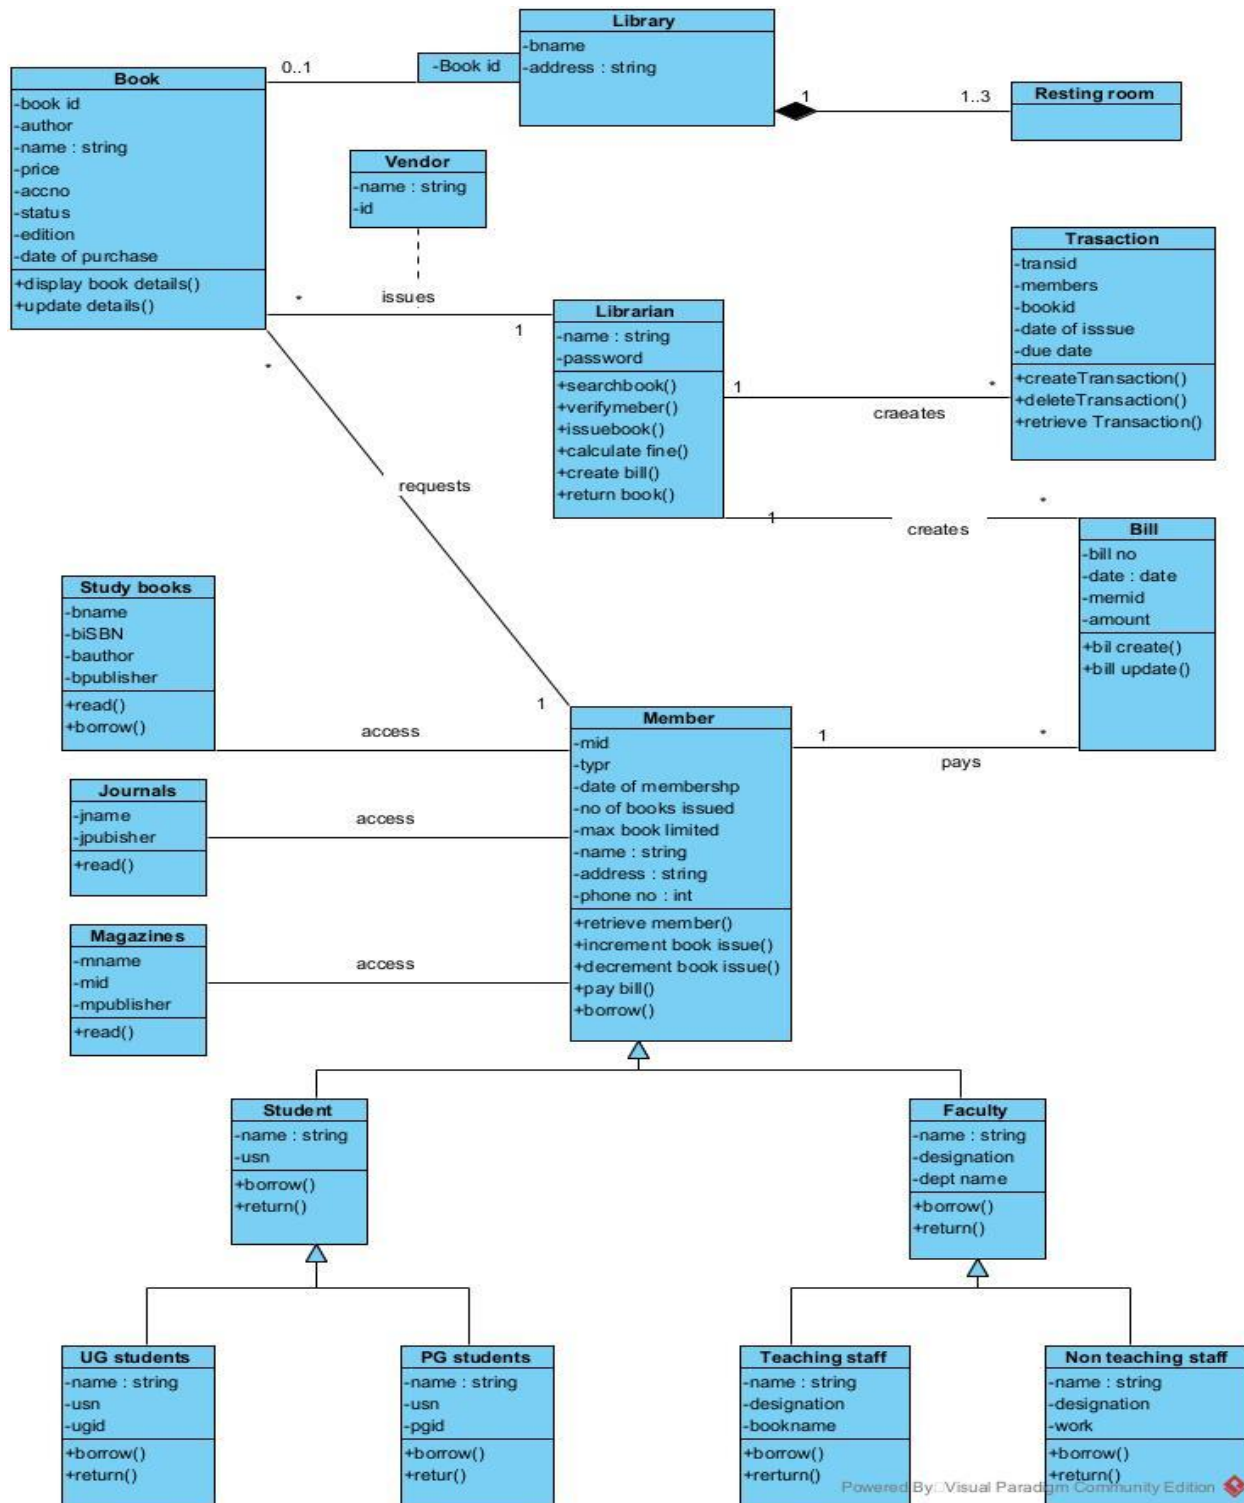 Library
-bname
-address : string
-Book id
0..1
1
1..3
Resting room
Book
-book id
-author
-name : string
-price
-accno
-status
-edition
-date of purchase
+display book details()
+update details()
Vendor
-name : string
-id
issues
*
1
Librarian
-name : string
-password
+searchbook()
+verifymeber()
+issuebook()
+calculate fine()
+create bill()
+return book()
Trasaction
-transid
-members
-bookid
-date of isssue
-due date
+createTransaction()
+deleteTransaction()
+retrieve Transaction()
1
*
craeates
*
requests
1
1
*
creates
Bill
-bill no
-date : date
-memid
-amount
+bil create()
+bill update()
Study books
-bname
-biSBN
-bauthor
-bpublisher
+read()
+borrow()
access
Member
-mid
-typr
-date of membershp
-no of books issued
-max book limited
-name : string
-address : string
-phone no : int
+retrieve member()
+increment book issue()
+decrement book issue()
+pay bill()
+borrow()
1
*
pays
Journals
-jname
-jpubisher
+read()
access
Magazines
-mname
-mid
-mpublisher
+read()
access
Student
-name : string
-usn
+borrow()
+return()
Faculty
-name : string
-designation
-dept name
+borrow()
+return()
UG students
-name : string
-usn
-ugid
+borrow()
+return()
PG students
-name : string
-usn
-pgid
+borrow()
+retur()
Teaching staff
-name : string
-designation
-bookname
+borrow()
+rerturn()
Non teaching staff
-name : string
-designation
-work
+borrow()
+return()
Powered By Visual Paradigm Community Edition